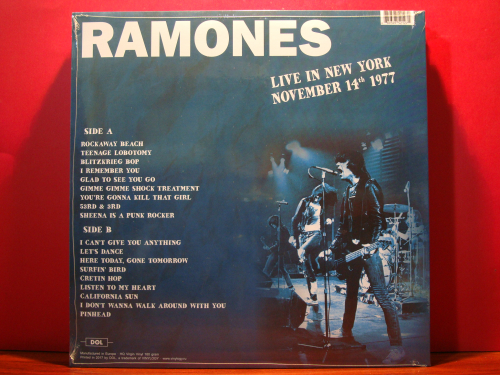 RAMONES
LIVE IN NEW YORK
NOVEMBER 14th 1977
SIDE A
ROCKAWAY BEACH
TEENAGE LOBOTOMY
BLITZKRIEG BOP
I REMEMBER YOU
GLAD TO SEE YOU GO
GIMME GIMME SHOCK TREATMENT
YOU'RE GONNA KILL THAT GIRL
53RD & 3RD
SHEENA IS A PUNK ROCKER
SIDE B
I CAN'T GIVE YOU ANYTHING
LET'S DANCE
HERE TODAY, GONE TOMORROW
SURFIN' BIRD
CRETIN HOP
LISTEN TO MY HEART
CALIFORNIA SUN
I DON'T WANNA WALK AROUND WITH YOU
PINHEAD
DOL